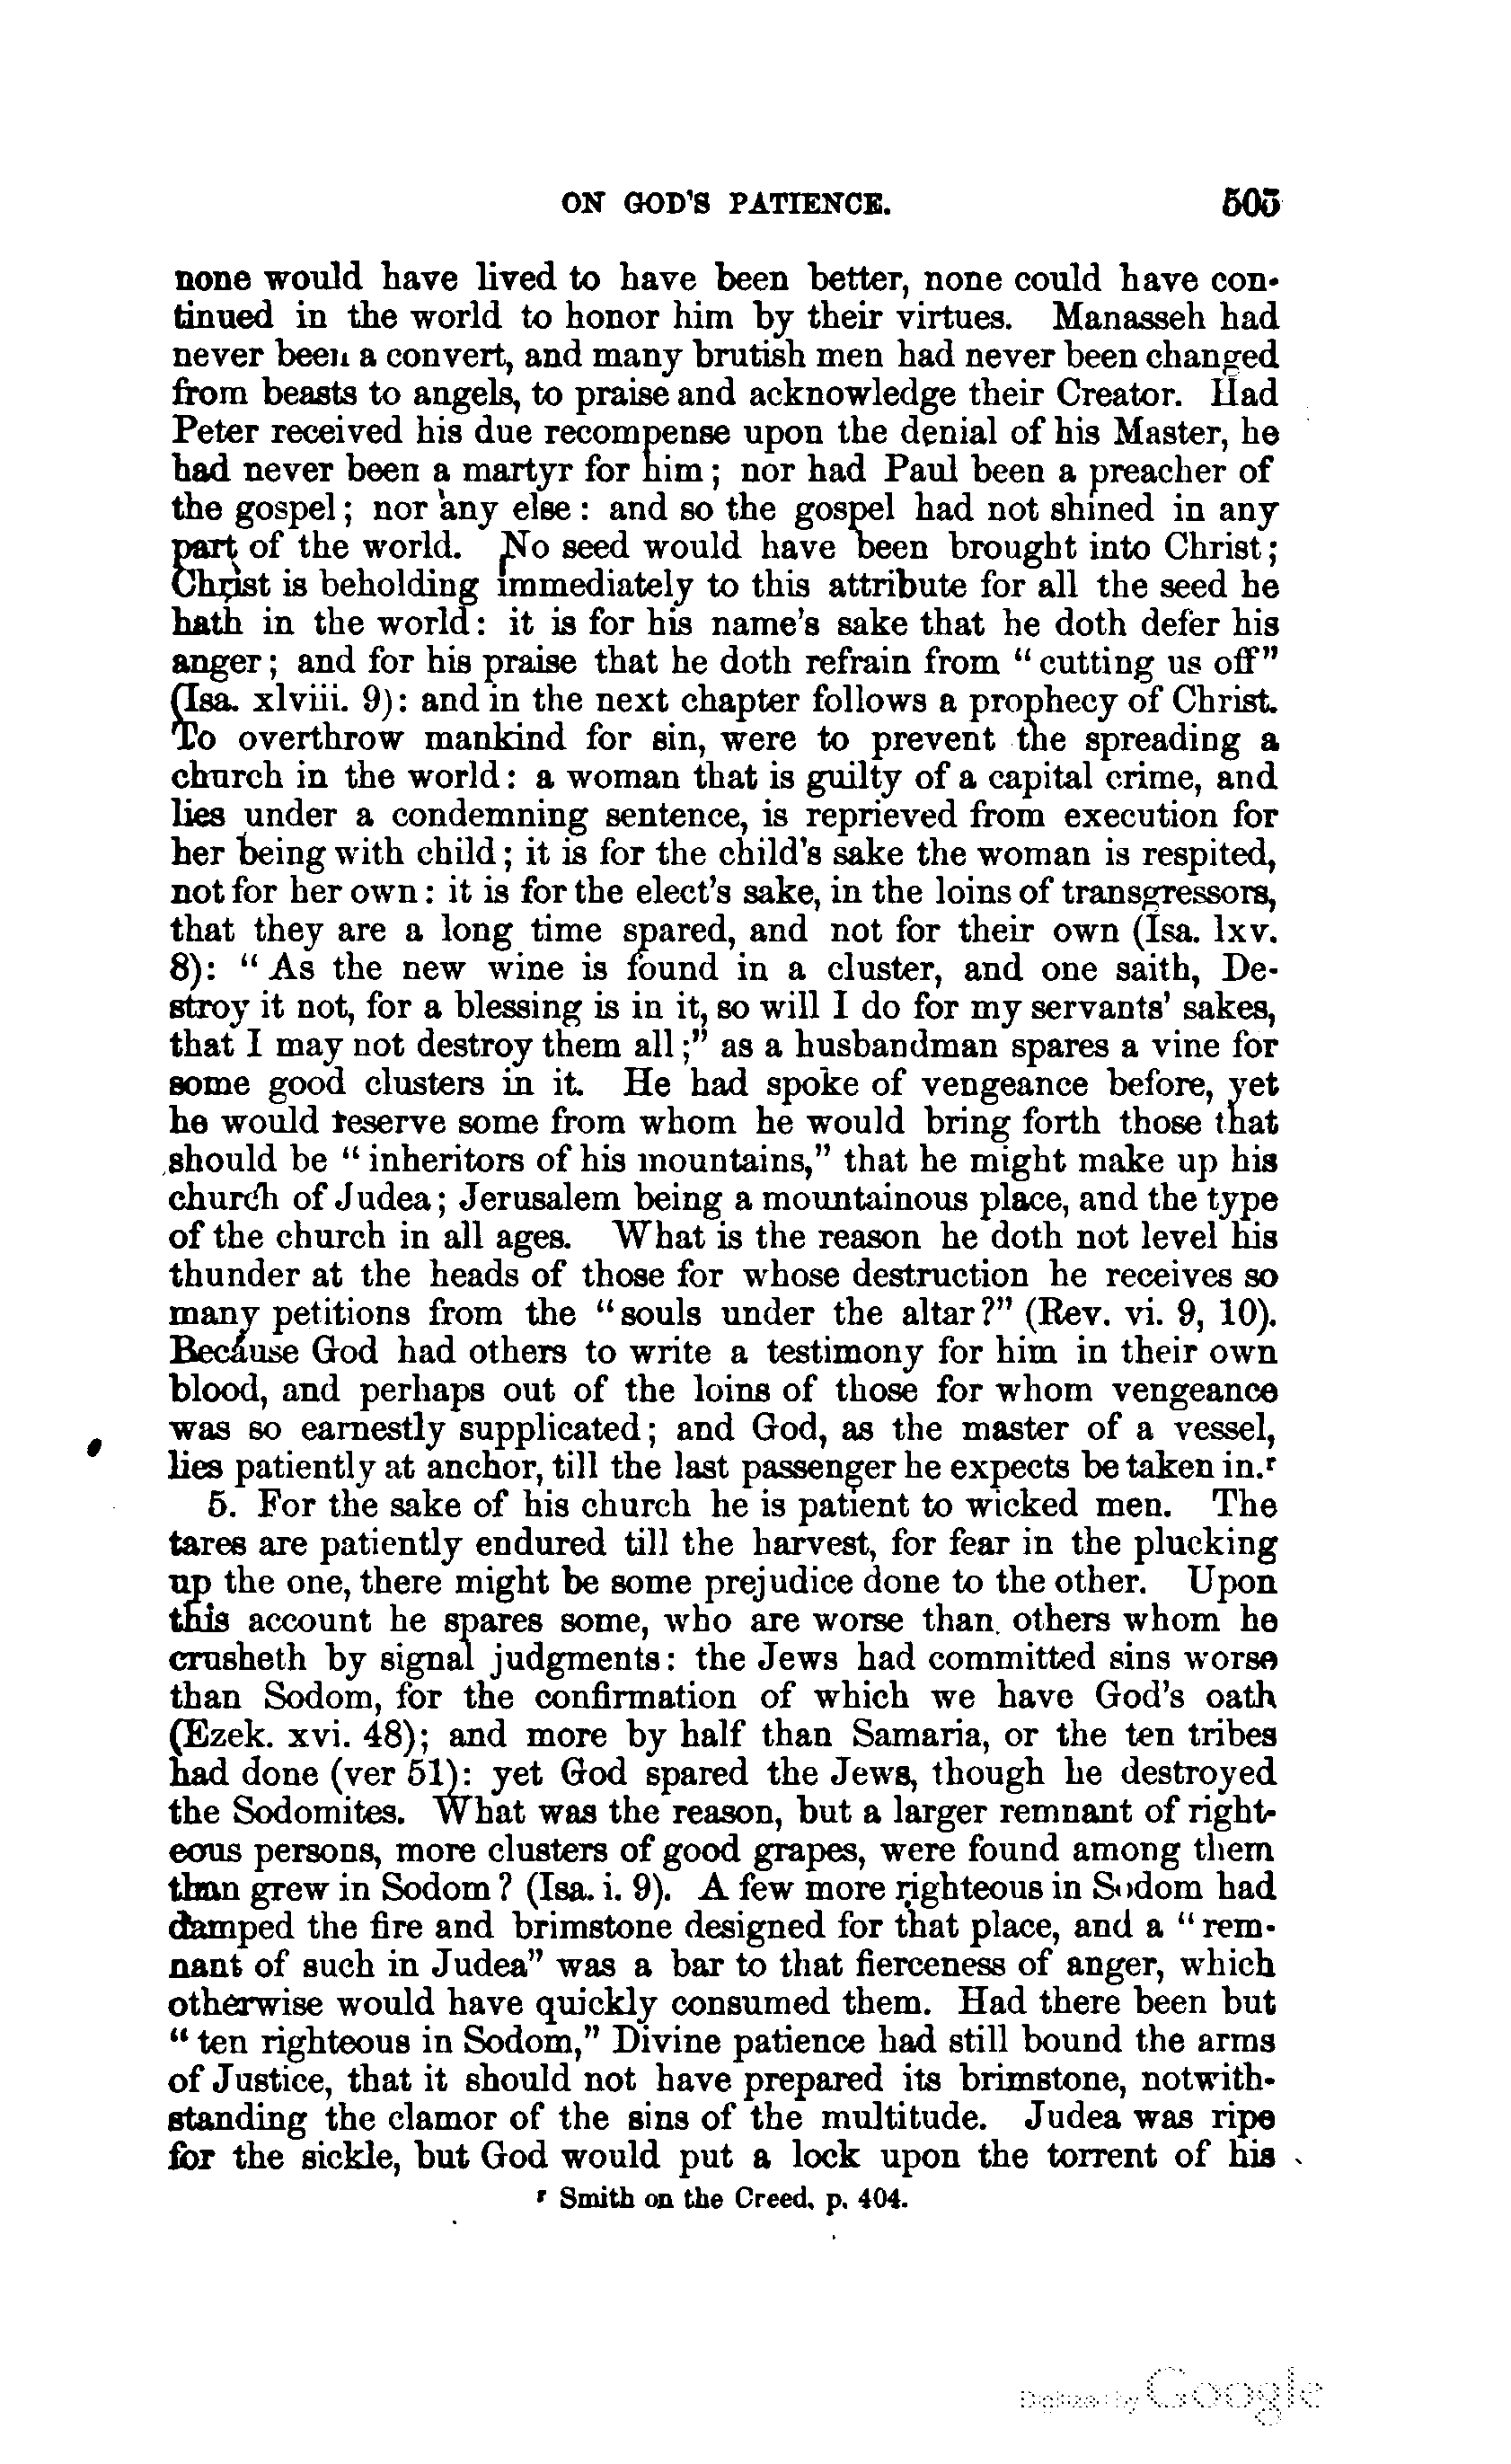 ON GOD'S PATIENCE. 505
none would have lived to have been better, none could have con-
tinued in the world to honor him by their virtues. Manasseh had
never been a convert, and many brutish men had never been changed
from beasts to angels, to praise and acknowledge their Creator. Had
Peter received his due recompense upon the denial of his Master, he
had never been a martyr for him; nor had Paul been a preacher of
the gospel; nor any else: and so the gospel had not shined in any
part of the world. No seed would have been brought into Christ;
Christ is beholding immediately to this attribute for all the seed he
hath in the world: it is for his name's sake that he doth defer his
anger; and for his praise that he doth refrain from "cutting us off"
(Isa. xlviii. 9): and in the next chapter follows a prophecy of Christ.
To overthrow mankind for sin, were to prevent the spreading a
church in the world: a woman that is guilty of a capital crime, and
lies under a condemning sentence, is reprieved from execution for
her being with child; it is for the child's sake the woman is respited,
not for her own: it is for the elect's sake, in the loins of transgressors,
that they are a long time spared, and not for their own (Isa. lxv.
8): "As the new wine is found in a cluster, and one saith, De-
stroy it not, for a blessing is in it, so will I do for my servants' sakes,
that I may not destroy them all;" as a husbandman spares a vine for
some good clusters in it. He had spoke of vengeance before, yet
he would reserve some from whom he would bring forth those that
should be "inheritors of his mountains," that he might make up his
church of Judea; Jerusalem being a mountainous place, and the type
of the church in all ages. What is the reason he doth not level his
thunder at the heads of those for whose destruction he receives so
many petitions from the "souls under the altar?" (Rev. vi. 9, 10).
Because God had others to write a testimony for him in their own
blood, and perhaps out of the loins of those for whom vengeance
was so earnestly supplicated; and God, as the master of a vessel,
lies patiently at anchor, till the last passenger he expects be taken in.r
5. For the sake of his church he is patient to wicked men. The
tares are patiently endured till the harvest, for fear in the plucking
up the one, there might be some prejudice done to the other. Upon
this account he spares some, who are worse than others whom he
crusheth by signal judgments: the Jews had committed sins worse
than Sodom, for the confirmation of which we have God's oath
(Ezek. xvi. 48); and more by half than Samaria, or the ten tribes
had done (ver 51): yet God spared the Jews, though he destroyed
the Sodomites. What was the reason, but a larger remnant of right-
eous persons, more clusters of good grapes, were found among them
than grew in Sodom? (Isa. i. 9). A few more righteous in Sodom had
damped the fire and brimstone designed for that place, and a "rem-
nant of such in Judea" was a bar to that fierceness of anger, which
otherwise would have quickly consumed them. Had there been but
"ten righteous in Sodom," Divine patience had still bound the arms
of Justice, that it should not have prepared its brimstone, notwith-
standing the clamor of the sins of the multitude. Judea was ripe
for the sickle, but God would put a lock upon the torrent of his
r Smith on the Creed, p. 404.
Digitized by Google